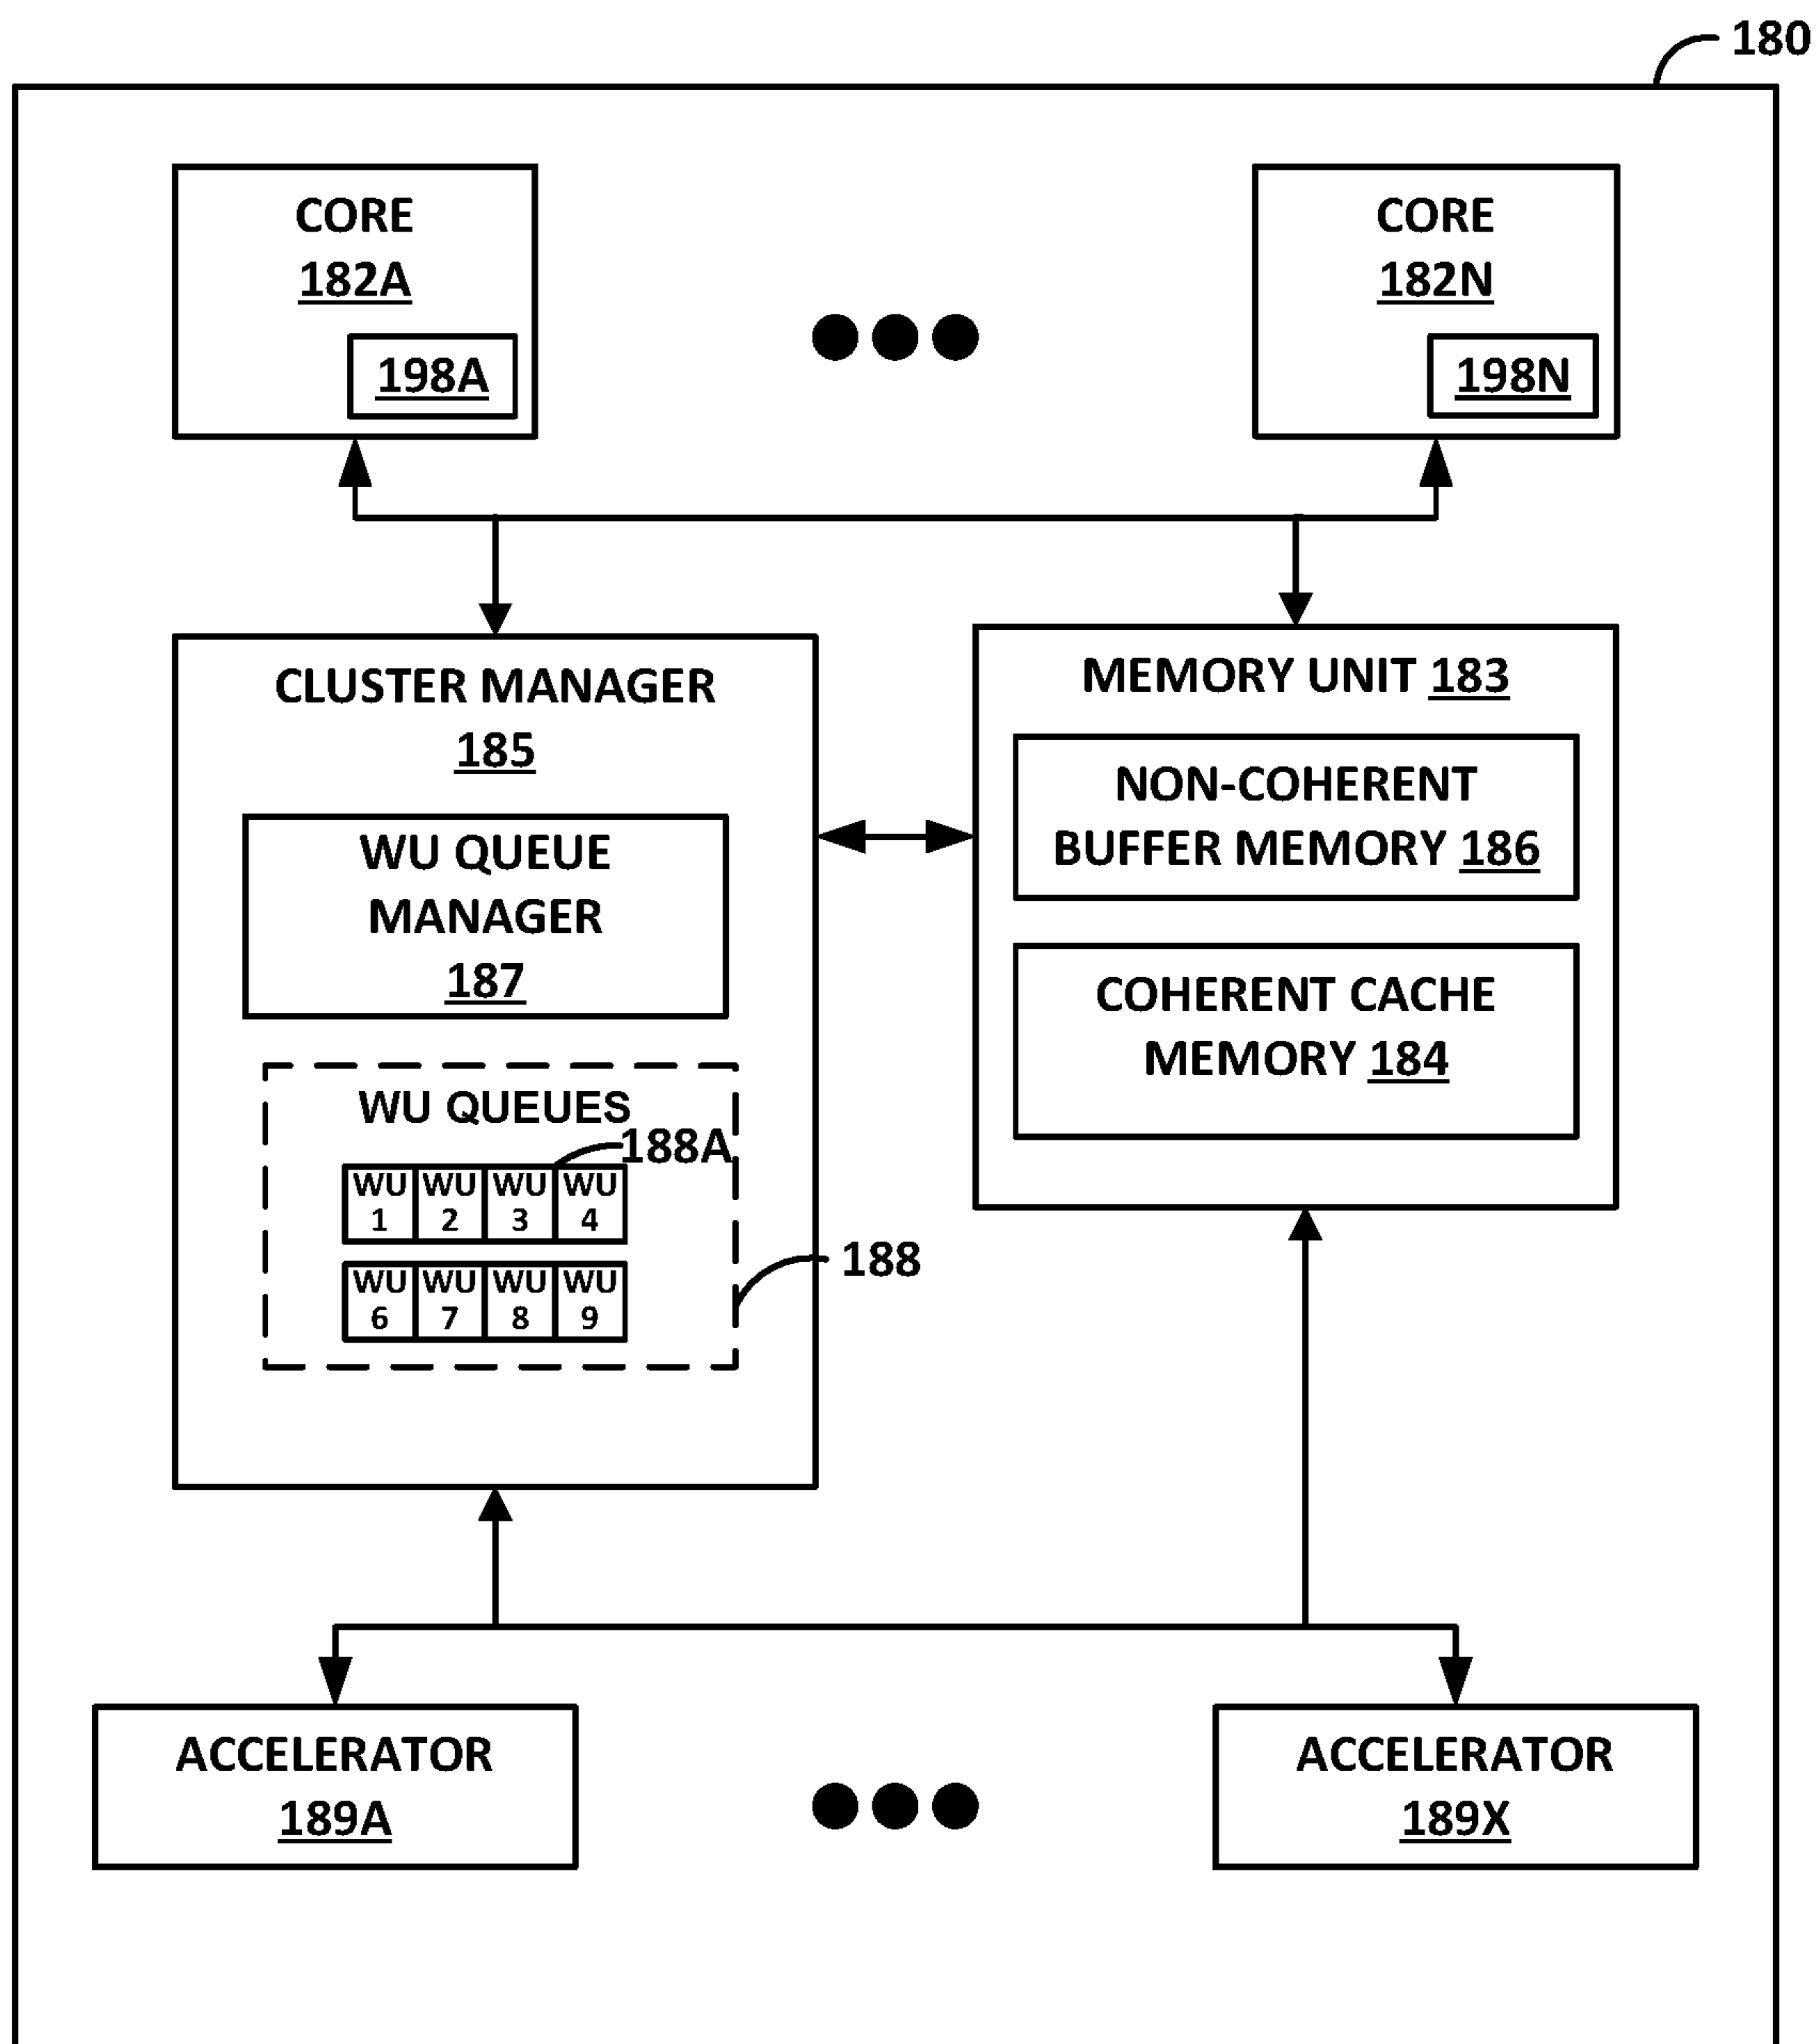 180
CORE
182A
198A
CORE
182N
198N
CLUSTER MANAGER
185
WU QUEUE
MANAGER
187
WU QUEUES
188A
WU WU WU WU
1 2 3 4
WU WU WU WU
6 7 8 9
188
MEMORY UNIT 183
NON-COHERENT
BUFFER MEMORY 186
COHERENT CACHE
MEMORY 184
ACCELERATOR
189A
ACCELERATOR
189X